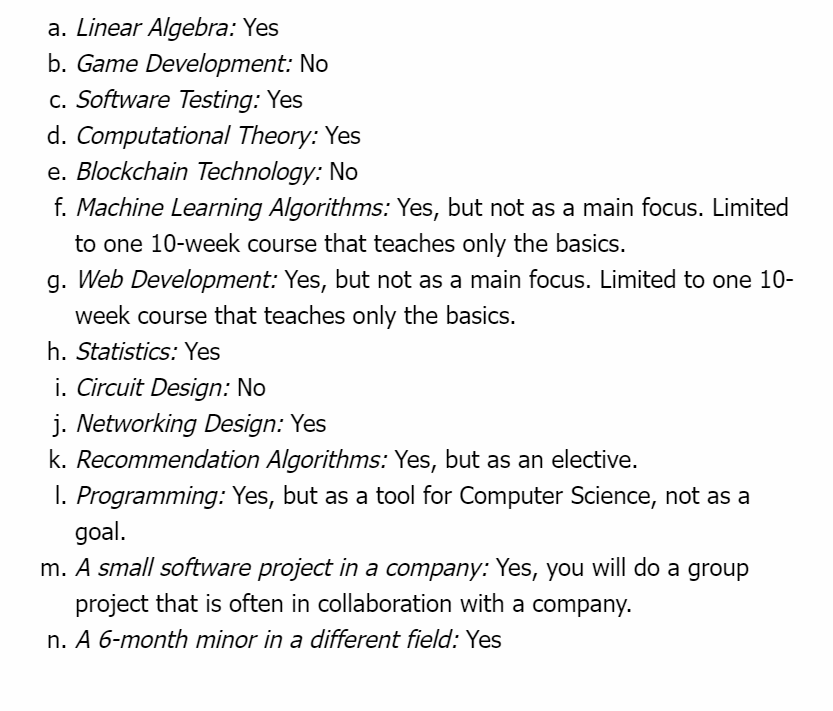 a. Linear Algebra: Yes
b. Game Development: No
c. Software Testing: Yes
d. Computational Theory: Yes
e. Blockchain Technology: No
f. Machine Learning Algorithms: Yes, but not as a main focus. Limited
to one 10-week course that teaches only the basics.
g. Web Development: Yes, but not as a main focus. Limited to one 10-
week course that teaches only the basics.
h. Statistics: Yes
i. Circuit Design: No
j. Networking Design: Yes
k. Recommendation Algorithms: Yes, but as an elective.
l. Programming: Yes, but as a tool for Computer Science, not as a
goal.
m. A small software project in a company: Yes, you will do a group
project that is often in collaboration with a company.
n. A 6-month minor in a different field: Yes